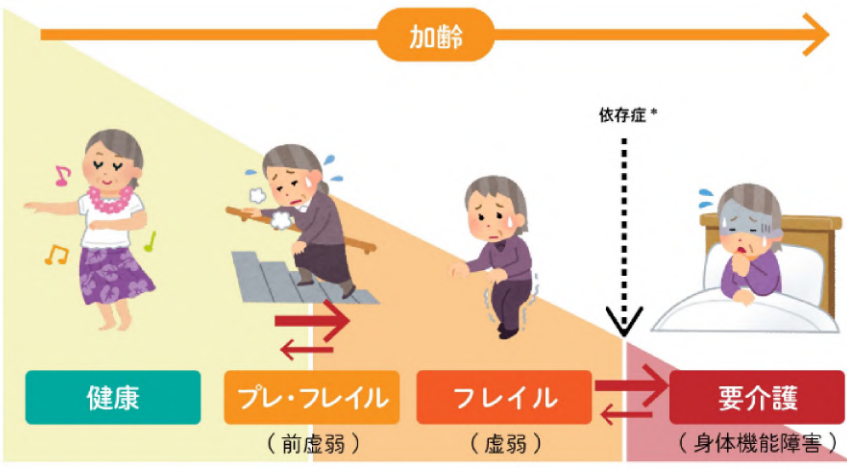 加齢
依存症*
健康
プレ・フレイル
フレイル
要介護
(前虚弱)
(虚弱)
(身体機能障害)